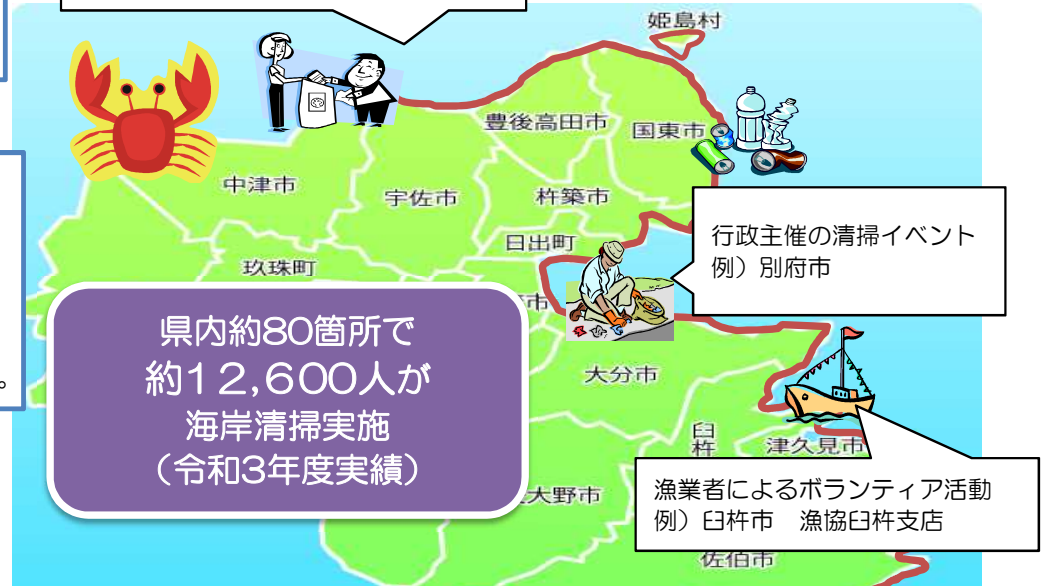 姫島村
豊後高田市
国東市
中津市
宇佐市
杵築市
日出町
玖珠町
行政主催の清掃イベント
例）別府市
市
県内約80箇所で
約12,600人が
海岸清掃実施
（令和3年度実績）
。
大分市
臼杵
津久見市
大野市
漁業者によるボランティア活動
例）臼杵市　漁協臼杵支店
佐伯市